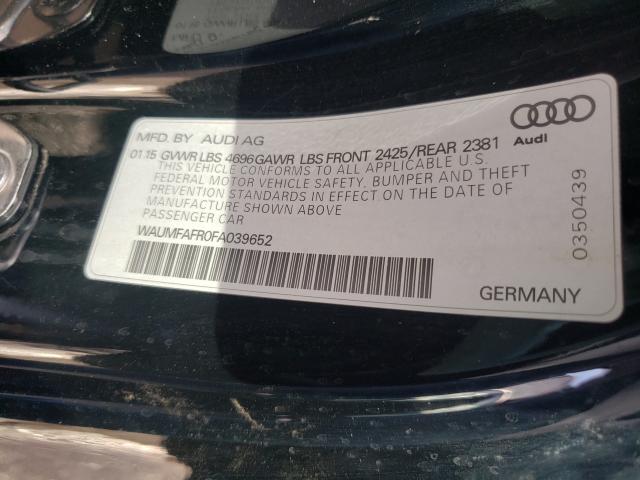 MFD. BY AUDI AG
01.15 GVWR LBS 4696GAWR LBS FRONT 2425/REAR 2381
THIS VEHICLE CONFORMS TO ALL APPLICABLE U.S.
FEDERAL MOTOR VEHICLE SAFETY, BUMPER AND THEFT
PREVENTION STANDARDS IN EFFECT ON THE DATE OF
MANUFACTURE SHOWN ABOVE
PASSENGER CAR
WAUMFAFR0FA039652
Audi
0350439
GERMANY